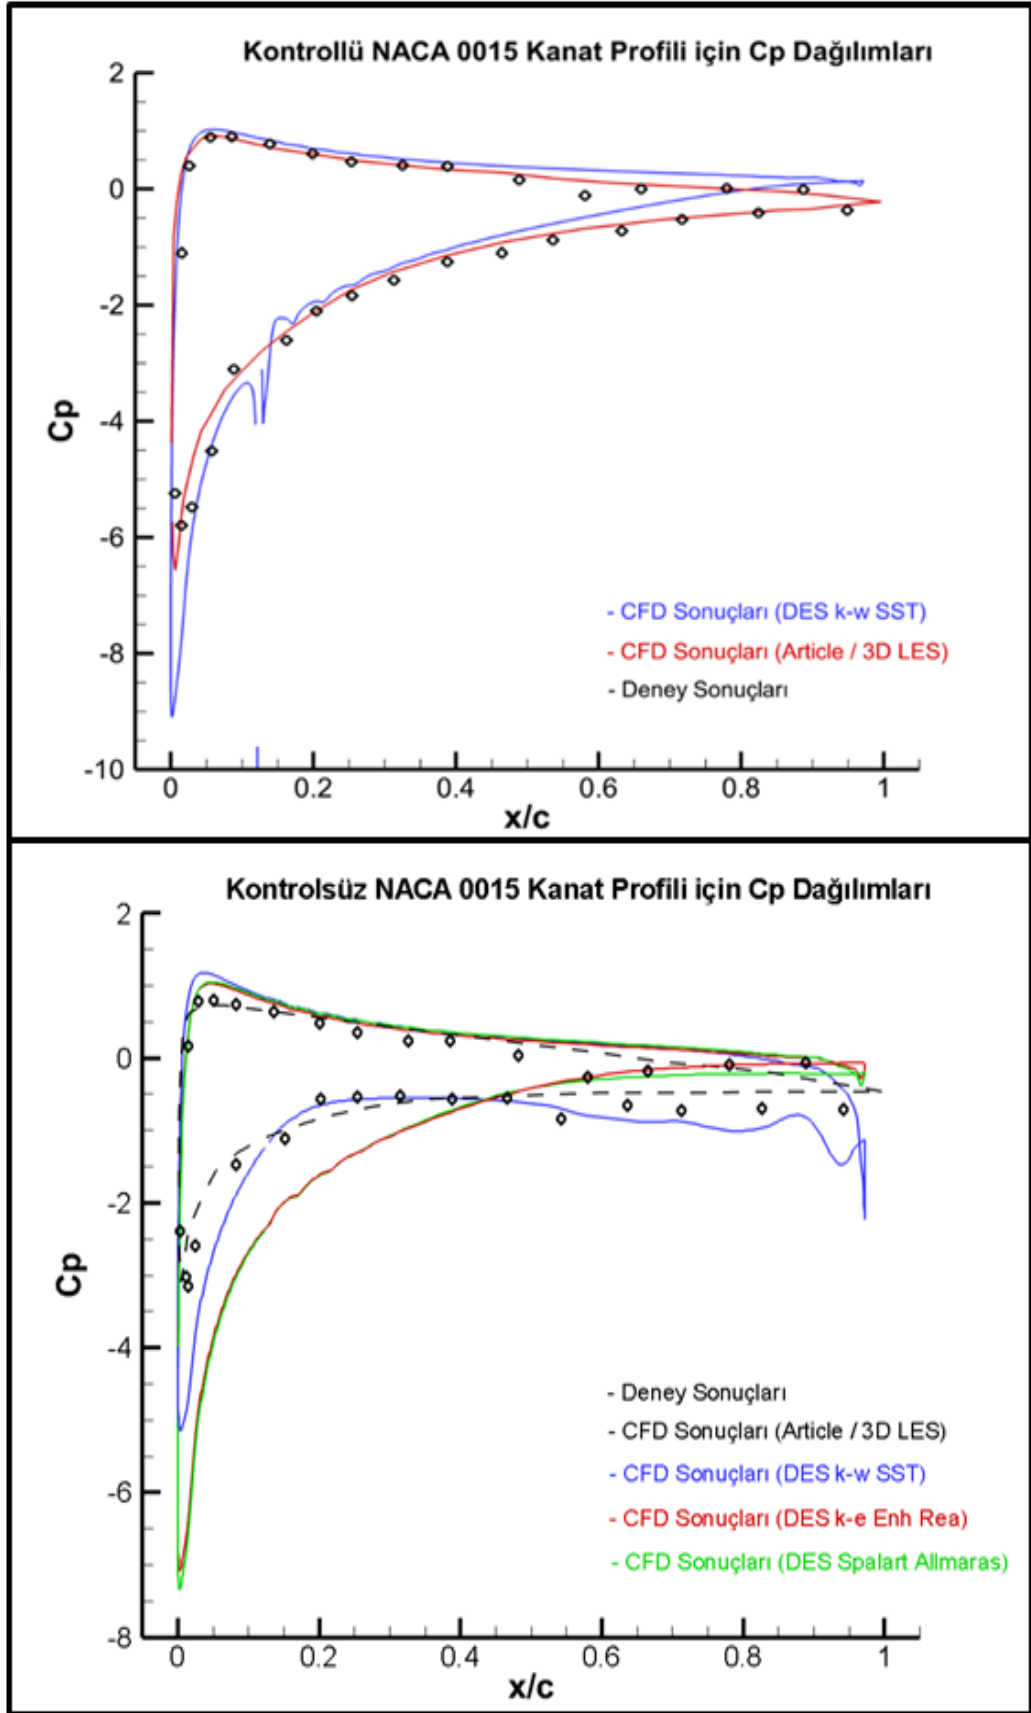 Kontrollü NACA 0015 Kanat Profili için Cp Dağılımları
2
0
-2
-4
-6
-8
-10
Cp
- CFD Sonuçları (DES k-w SST)
- CFD Sonuçları (Article / 3D LES)
- Deney Sonuçları
0 0.2 0.4 0.6 0.8 1
x/c
Kontrolsüz NACA 0015 Kanat Profili için Cp Dağılımları
2
0
-2
-4
-6
-8
Cp
- Deney Sonuçları
- CFD Sonuçları (Article / 3D LES)
- CFD Sonuçları (DES k-w SST)
- CFD Sonuçları (DES k-e Enh Rea)
- CFD Sonuçları (DES Spalart Allmaras)
0 0.2 0.4 0.6 0.8 1
x/c